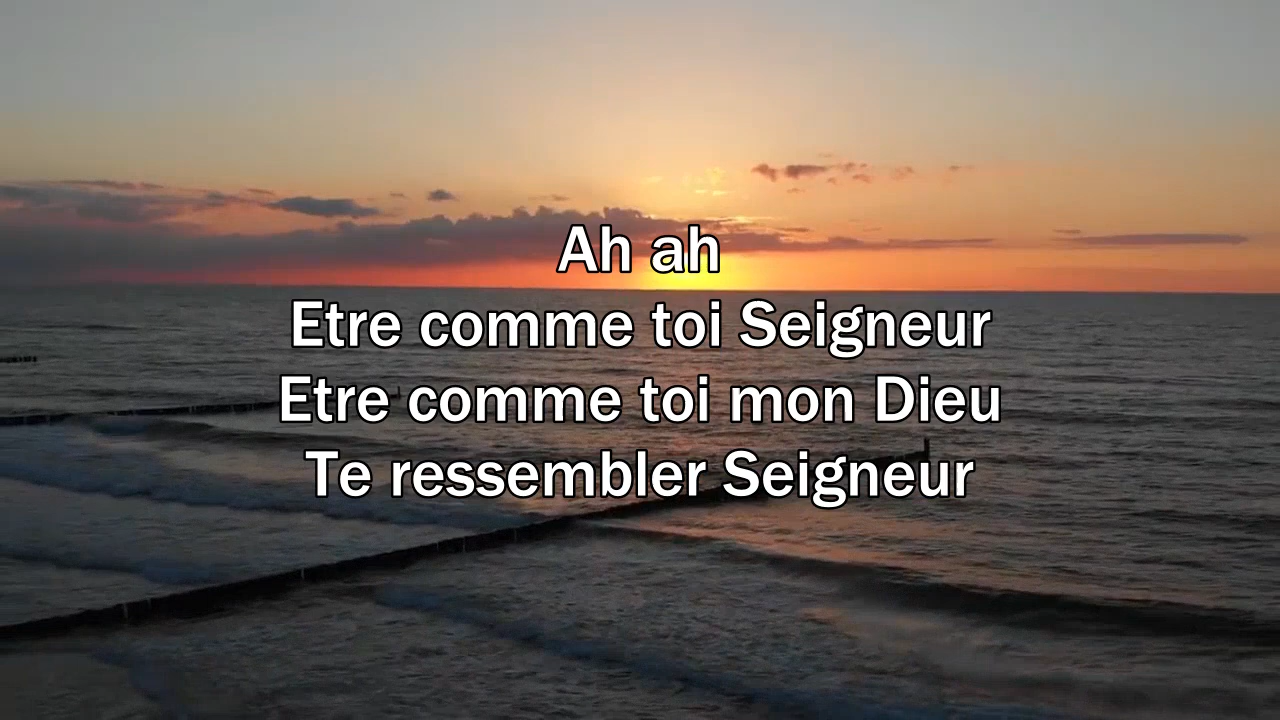 Ah ah
Etre comme toi Seigneur
Etre comme toi mon Dieu
Te ressembler Seigneur